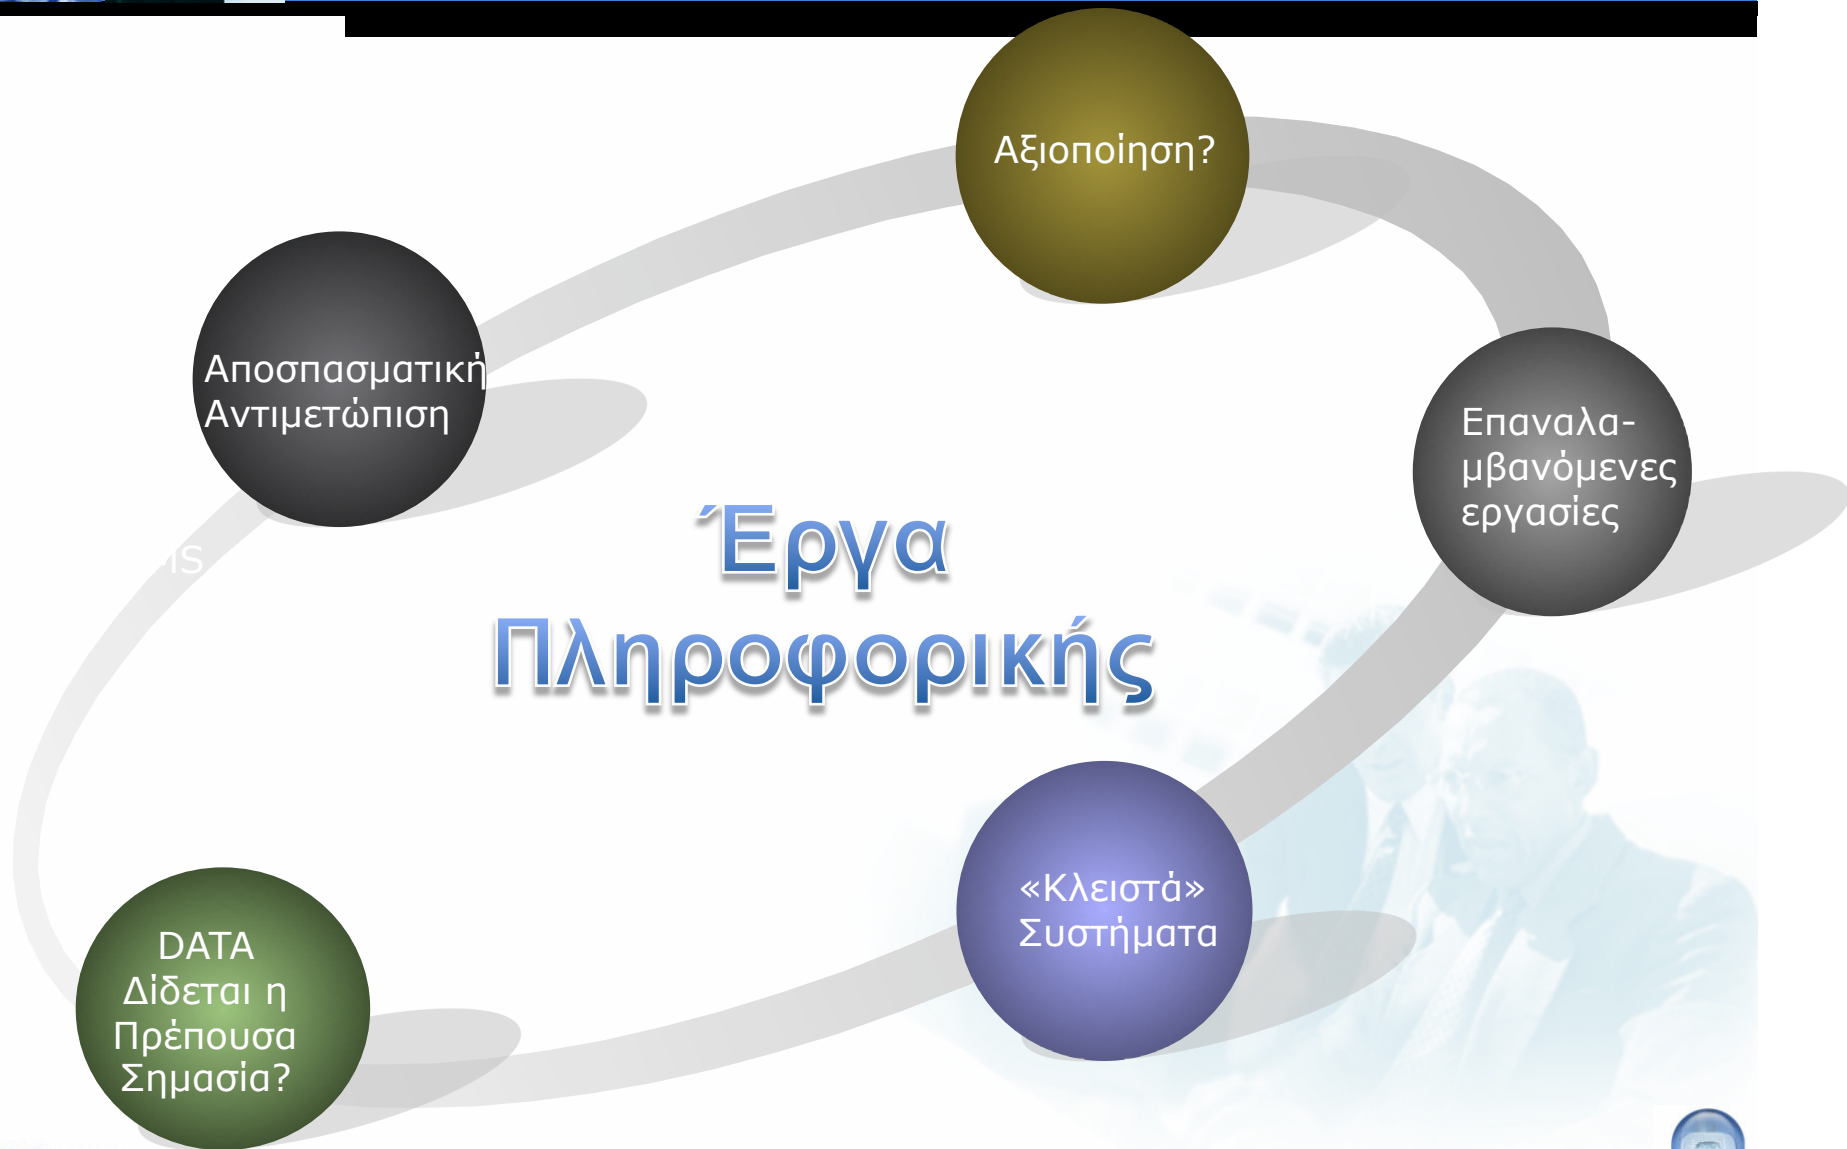 Αξιοποίηση?
Αποσπασματική
Αντιμετώπιση
Επαναλα-
μβανόμενες
εργασίες
Έργα
Πληροφορικής
«Κλειστά»
Συστήματα
DATA
Δίδεται η
Πρέπουσα
Σημασία?